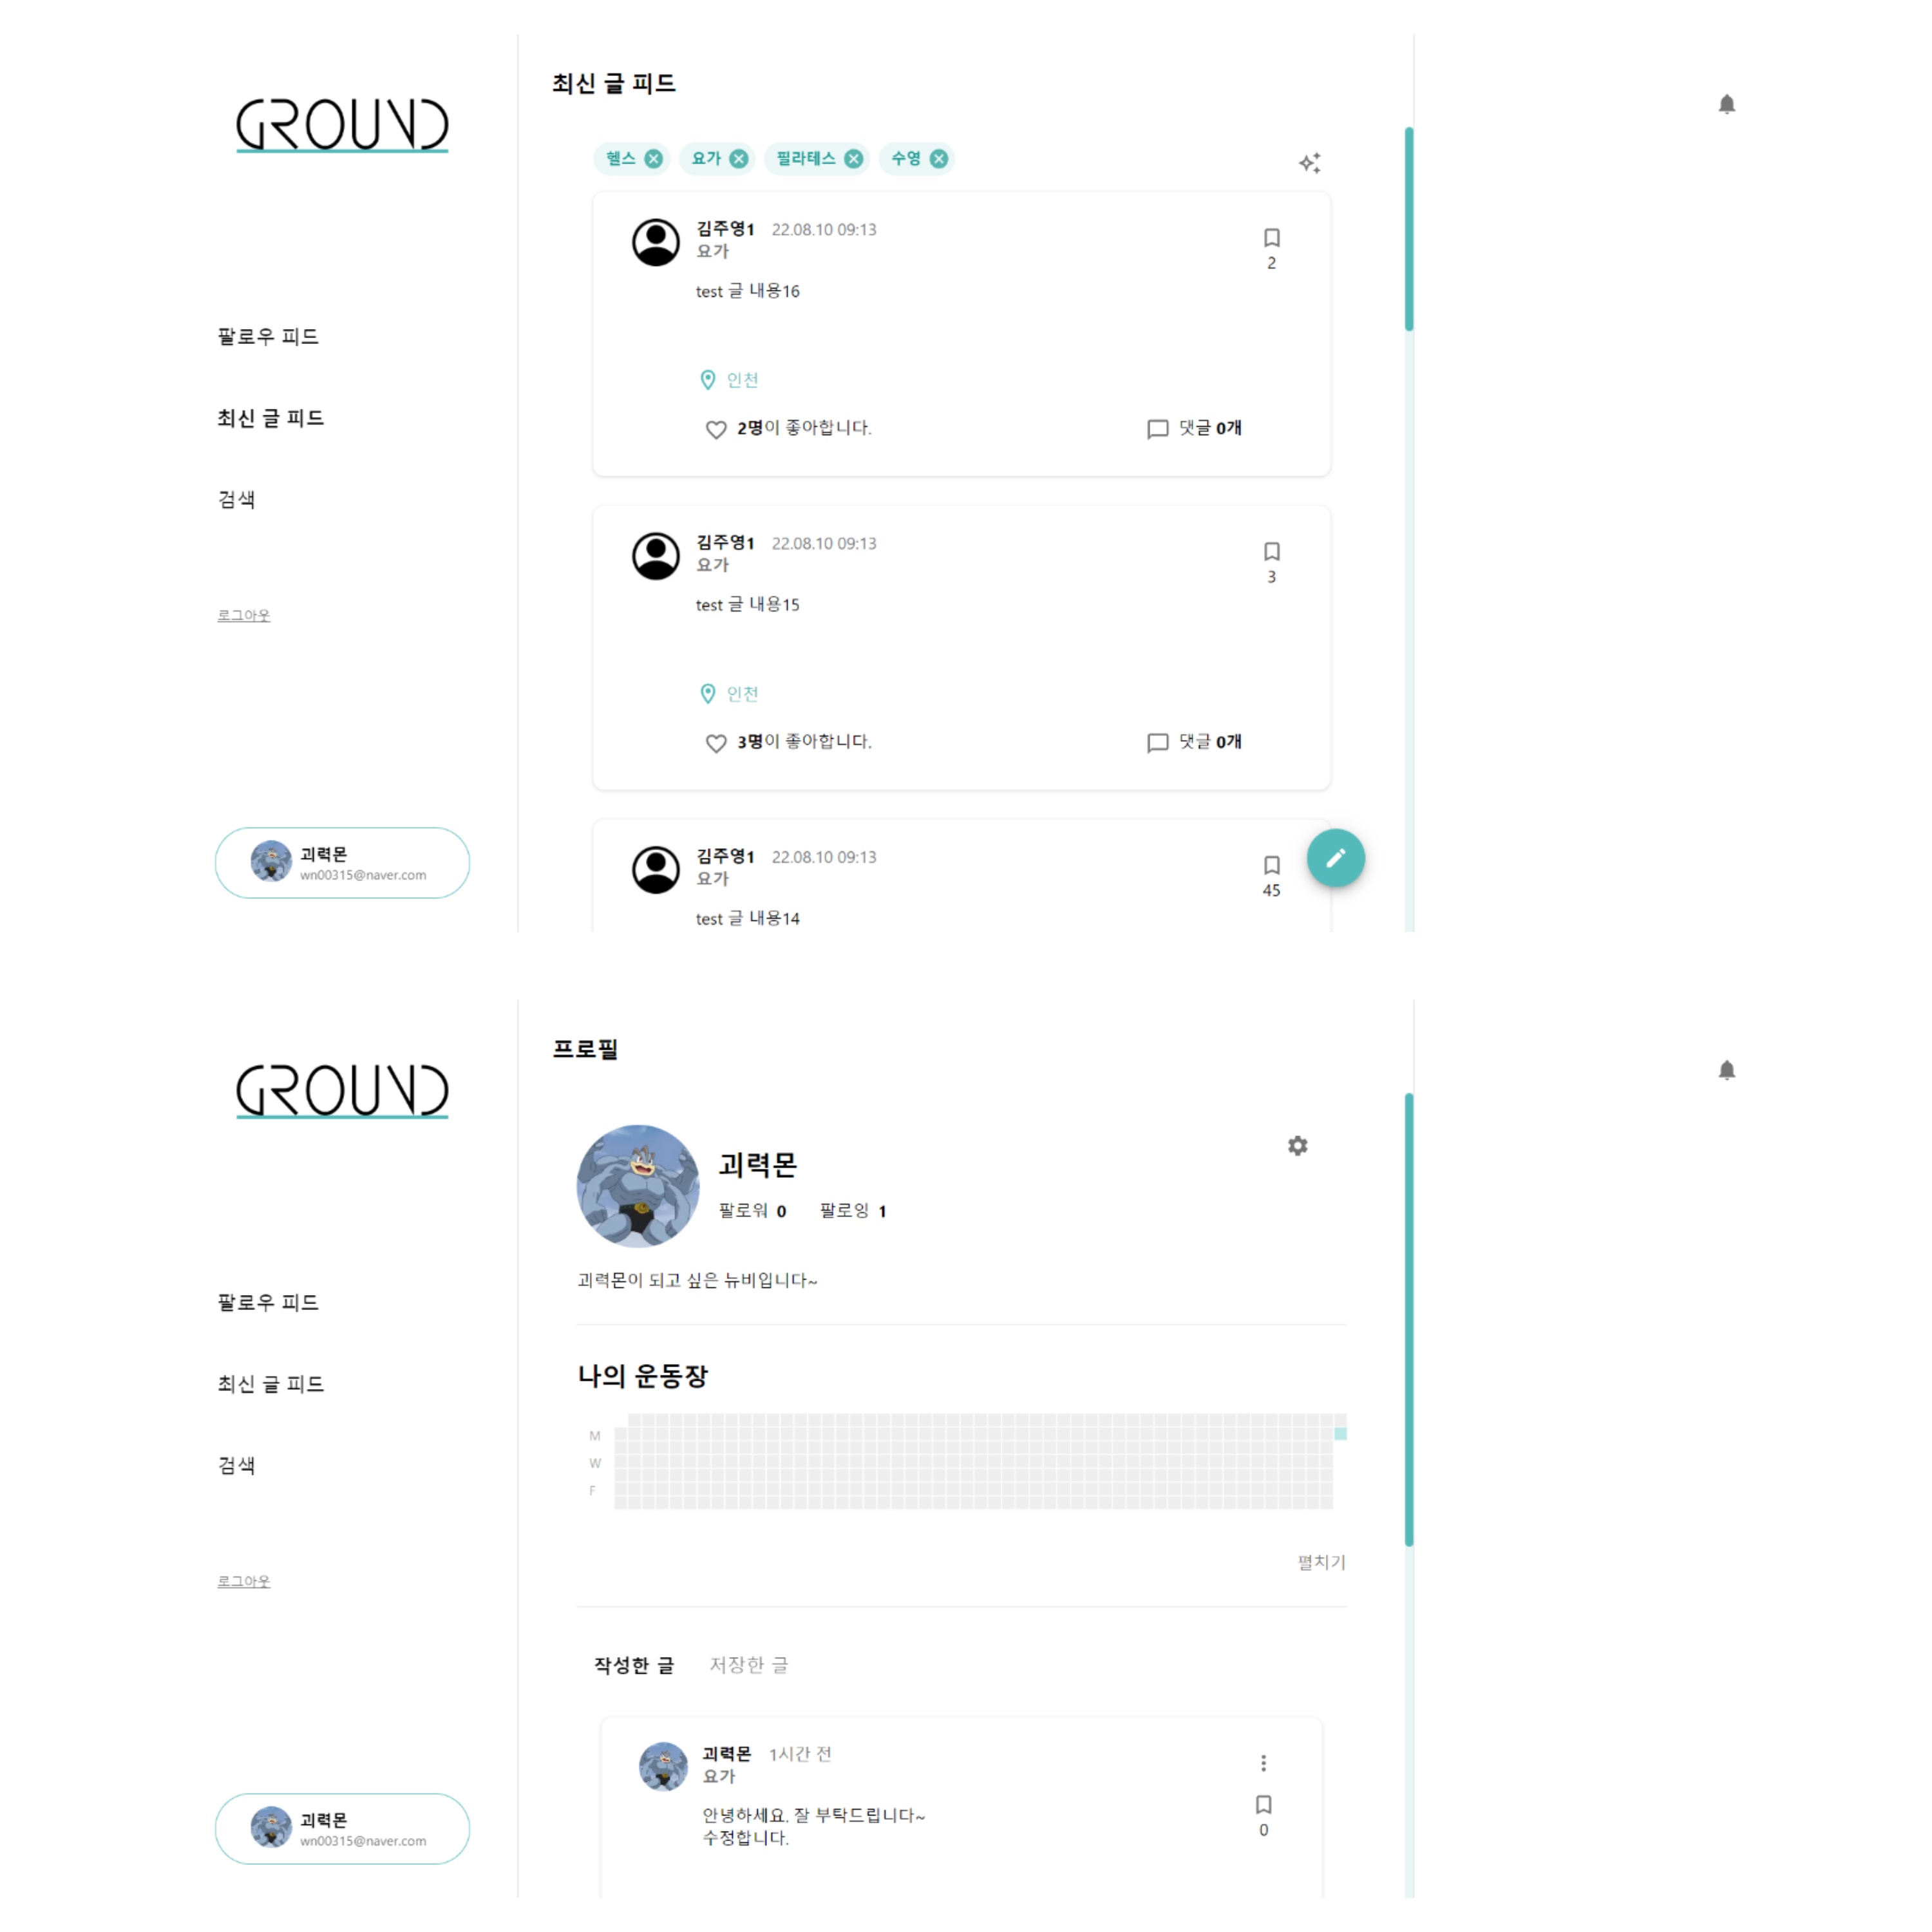 GROUND
팔로우 피드
최신 글 피드
검색
로그아웃
괴력몬
wn00315@naver.com
최신 글 피드
헬스 요가 필라테스 수영
김주영1 22.08.10 09:13
요가
2
test 글 내용16
인천
2명이 좋아합니다. 댓글 0개
김주영1 22.08.10 09:13
요가
3
test 글 내용15
인천
3명이 좋아합니다. 댓글 0개
김주영1 22.08.10 09:13
요가
45
test 글 내용14
GROUND
팔로우 피드
최신 글 피드
검색
로그아웃
괴력몬
wn00315@naver.com
프로필
괴력몬
팔로워 0 팔로잉 1
괴력몬이 되고 싶은 뉴비입니다~
나의 운동장
M
W
F
펼치기
작성한 글 저장한 글
괴력몬 1시간 전
요가
안녕하세요. 잘 부탁드립니다~
수정합니다.
0